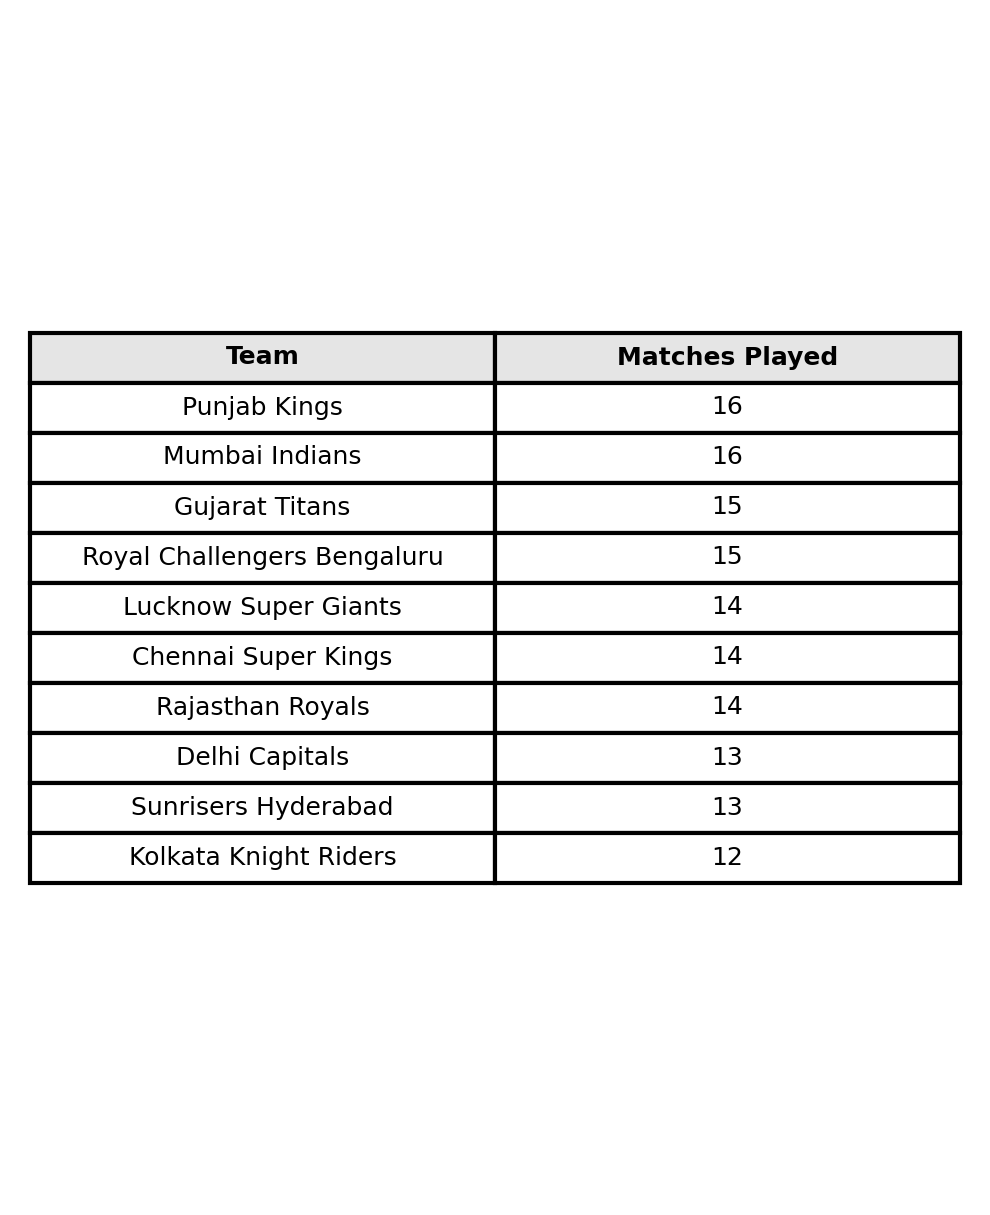 Team Matches Played
Punjab Kings 16
Mumbai Indians 16
Gujarat Titans 15
Royal Challengers Bengaluru 15
Lucknow Super Giants 14
Chennai Super Kings 14
Rajasthan Royals 14
Delhi Capitals 13
Sunrisers Hyderabad 13
Kolkata Knight Riders 12